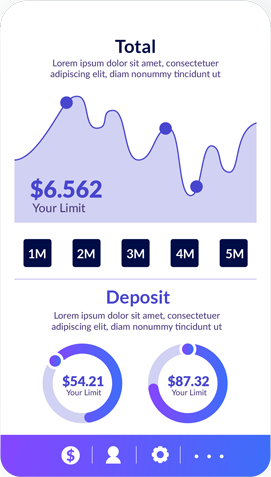 Total
Lorem ipsum dolor sit amet, consectetuer
adipiscing elit, diam nonummy tincidunt ut
$6.562
Your Limit
1M 2M 3M 4M 5M
Deposit
Lorem ipsum dolor sit amet, consectetuer
adipiscing elit, diam nonummy tincidunt ut
$54.21 $87.32
Your Limit Your Limit
$